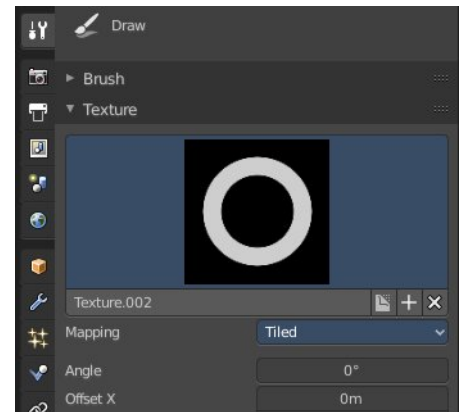 Draw
Brush
Texture
Texture.002
Mapping Tiled
Angle 0°
Offset X 0m